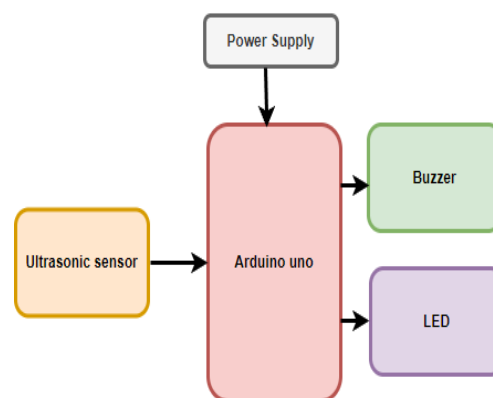 Power Supply
Buzzer
Ultrasonic sensor
Arduino uno
LED